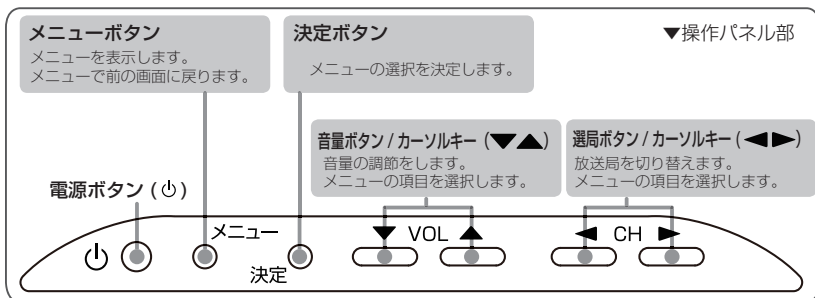 メニューボタン
メニューを表示します。
メニューで前の画面に戻ります。
決定ボタン
メニューの選択を決定します。
▼操作パネル部
音量ボタン / カーソルキー (▼▲)
音量の調節をします。
メニューの項目を選択します。
選局ボタン / カーソルキー (◀▶)
放送局を切り替えます。
メニューの項目を選択します。
電源ボタン (⏻)
⏻
メニュー
決定
▼ VOL ▲
◀ CH ▶